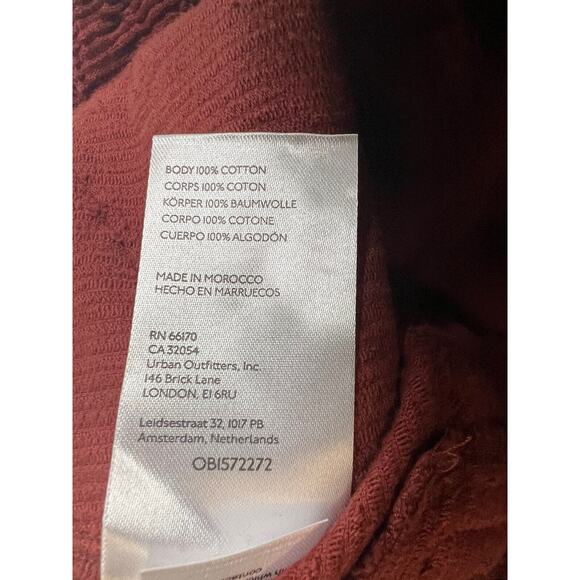 BODY 100% COTTON
CORPS 100% COTON
KÖRPER 100% BAUMWOLLE
CORPO 100% COTONE
CUERPO 100% ALGODÓN
MADE IN MOROCCO
HECHO EN MARRUECOS
RN 66170
CA 32054
Urban Outfitters, Inc.
146 Brick Lane
LONDON, E1 6RU
Leidsestraat 32, 1017 PB
Amsterdam, Netherlands
OB1572272